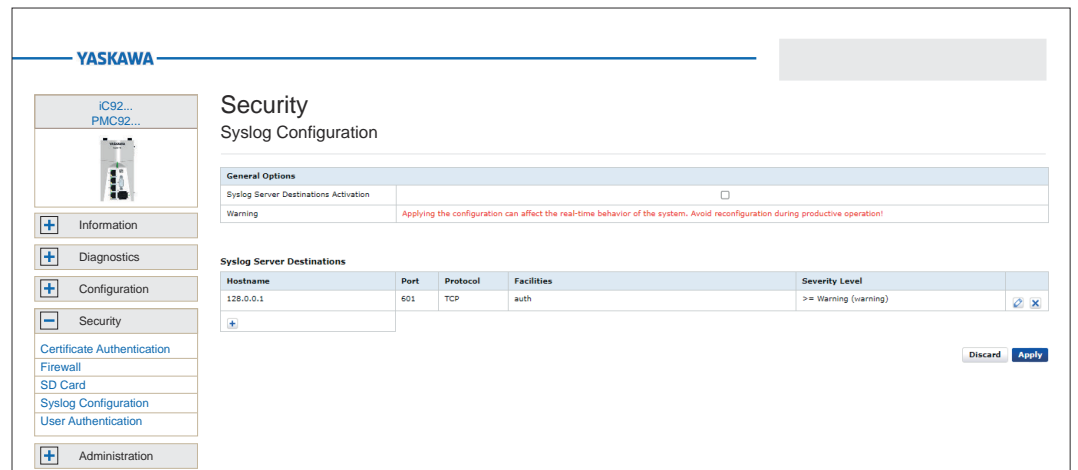 YASKAWA
iC92...
PMC92...
Information
Diagnostics
Configuration
Security
Certificate Authentication
Firewall
SD Card
Syslog Configuration
User Authentication
Administration
Security
Syslog Configuration
General Options
Syslog Server Destinations Activation
Warning Applying the configuration can affect the real-time behavior of the system. Avoid reconfiguration during productive operation!
Syslog Server Destinations
Hostname Port Protocol Facilities Severity Level
128.0.0.1 601 TCP auth >= Warning (warning)
Discard Apply